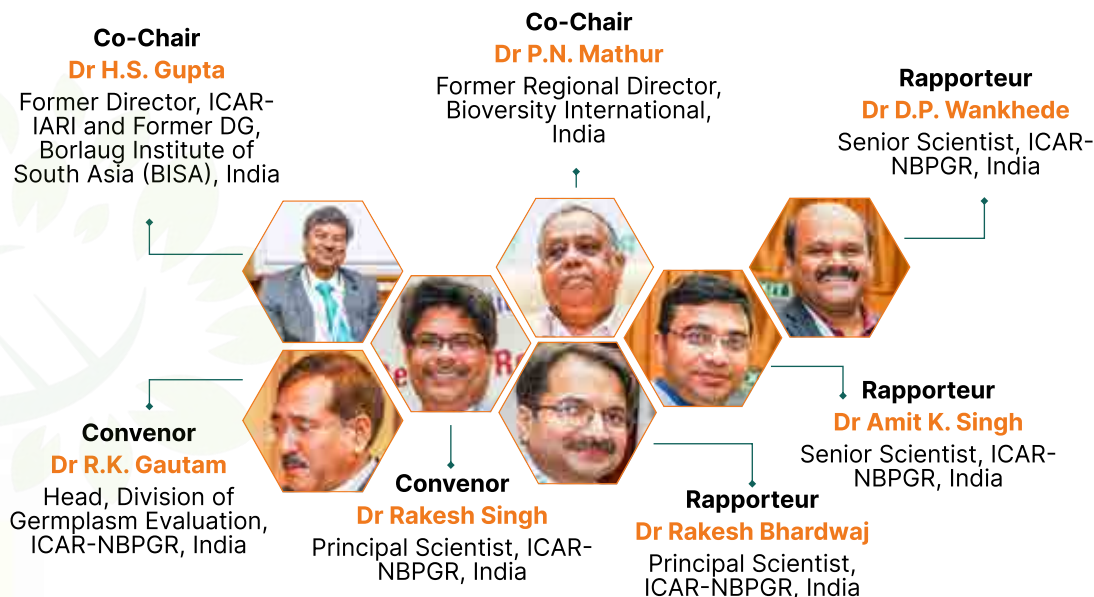 Co-Chair
Dr H.S. Gupta
Former Director, ICAR-
IARI and Former DG,
Borlaug Institute of
South Asia (BISA), India
Co-Chair
Dr P.N. Mathur
Former Regional Director,
Bioversity International,
India
Rapporteur
Dr D.P. Wankhede
Senior Scientist, ICAR-
NBPGR, India
Convenor
Dr R.K. Gautam
Head, Division of
Germplasm Evaluation,
ICAR-NBPGR, India
Convenor
Dr Rakesh Singh
Principal Scientist, ICAR-
NBPGR, India
Rapporteur
Dr Rakesh Bhardwaj
Principal Scientist,
ICAR-NBPGR, India
Rapporteur
Dr Amit K. Singh
Senior Scientist, ICAR-
NBPGR, India